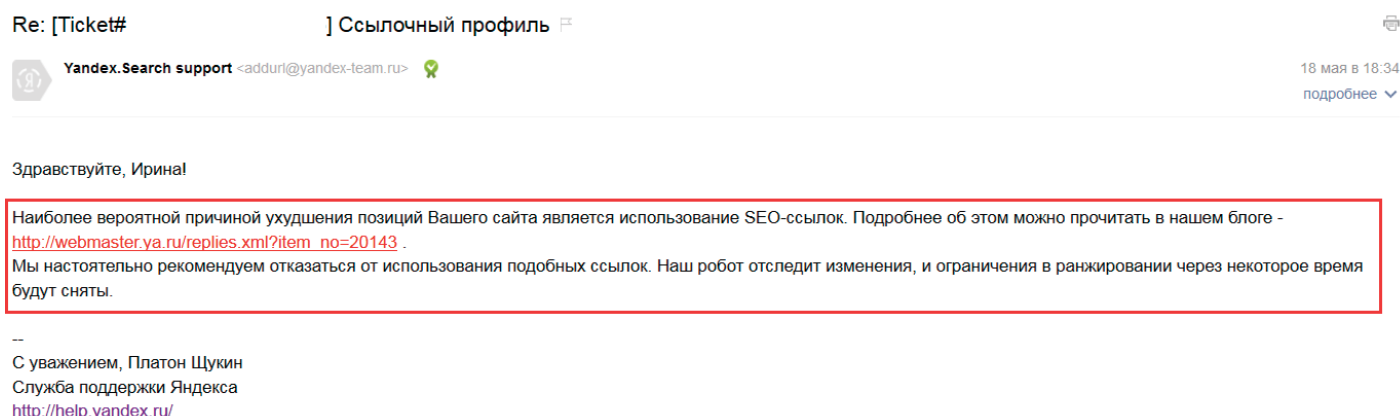 Re: [Ticket# ] Ссылочный профиль
Yandex.Search support <addurl@yandex-team.ru>
18 мая в 18:34
подробнее
Здравствуйте, Ирина!
Наиболее вероятной причиной ухудшения позиций Вашего сайта является использование SEO-ссылок. Подробнее об этом можно прочитать в нашем блоге -
http://webmaster.ya.ru/replies.xml?item_no=20143 .
Мы настоятельно рекомендуем отказаться от использования подобных ссылок. Наш робот отследит изменения, и ограничения в ранжировании через некоторое время
будут сняты.
--
С уважением, Платон Щукин
Служба поддержки Яндекса
http://help.yandex.ru/